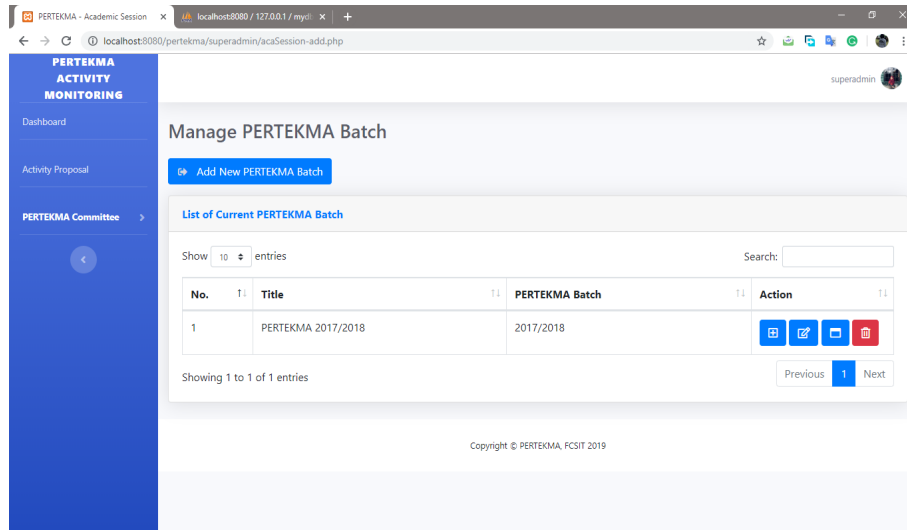 PERTEKMA - Academic Session
localhost:8080 / 127.0.0.1 / mydb
localhost:8080/pertekma/superadmin/acaSession-add.php
PERTEKMA
ACTIVITY
MONITORING
superadmin
Dashboard
Activity Proposal
PERTEKMA Committee
Manage PERTEKMA Batch
Add New PERTEKMA Batch
List of Current PERTEKMA Batch
Show 10 entries
Search:
No. Title PERTEKMA Batch Action
1 PERTEKMA 2017/2018 2017/2018
Showing 1 to 1 of 1 entries
Previous 1 Next
Copyright © PERTEKMA, FCSIT 2019